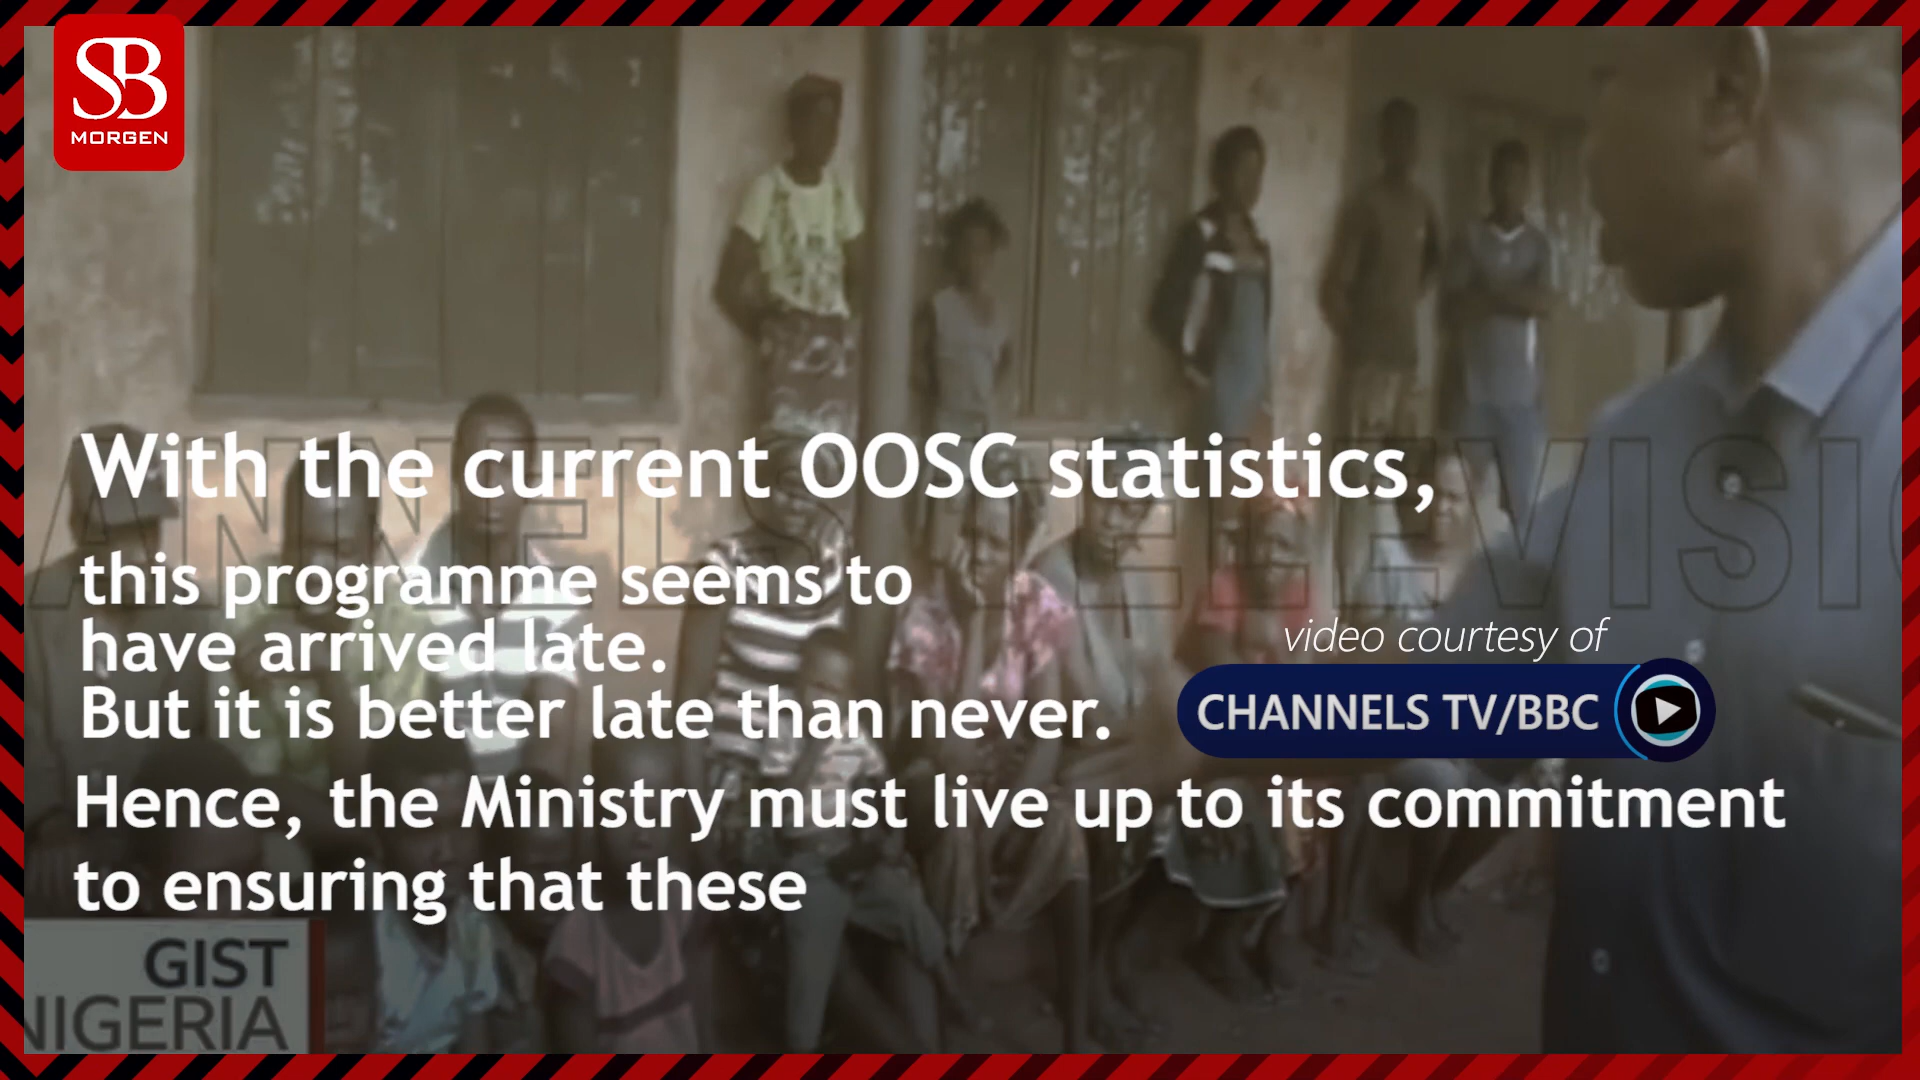 SB
MORGEN
With the current OOSC statistics,
this programme seems to
have arrived late.
But it is better late than never.
video courtesy of
CHANNELS TV/BBC
Hence, the Ministry must live up to its commitment
to ensuring that these
ANNELS TELEVISI
GIST
NIGERIA